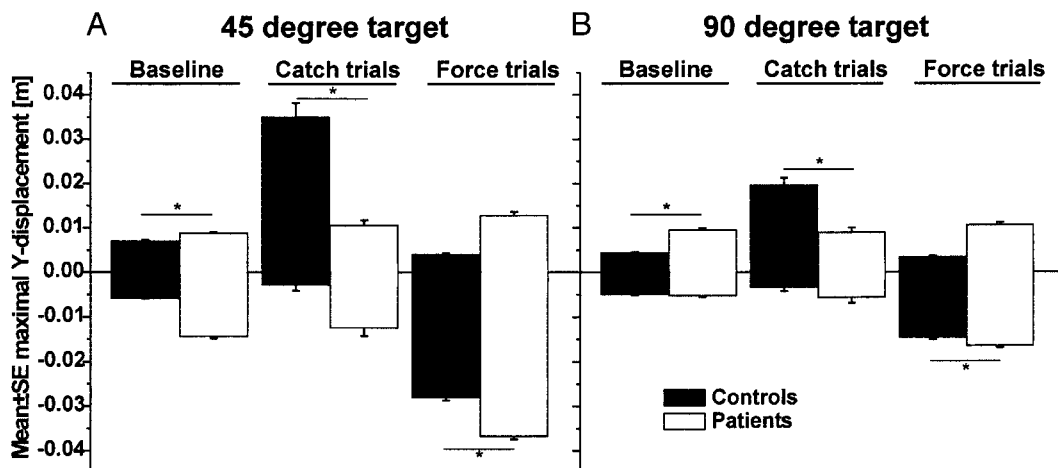 A 45 degree target B 90 degree target
Baseline Catch trials Force trials Baseline Catch trials Force trials
Mean±SE maximal Y-displacement [m]
0.04
0.03
0.02
0.01
0.00
-0.01
-0.02
-0.03
-0.04
* * * * * *
Controls
Patients